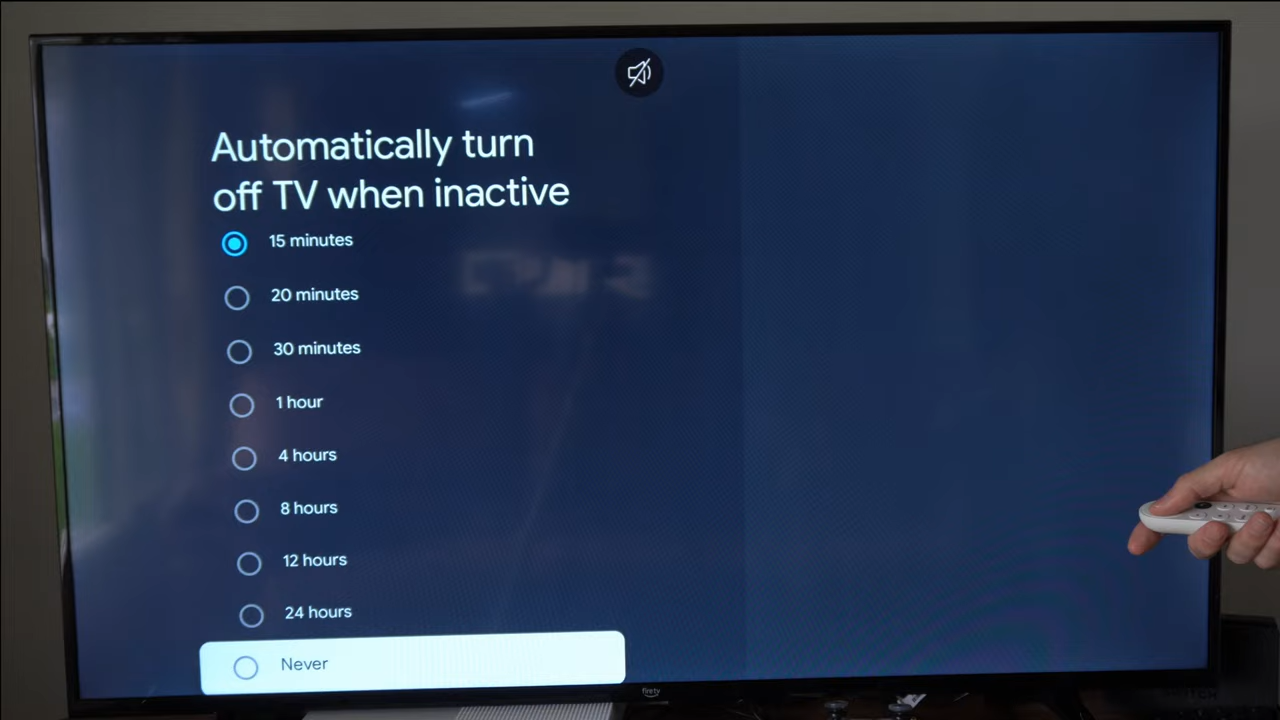 Automatically turn
off TV when inactive
15 minutes
20 minutes
30 minutes
1 hour
4 hours
8 hours
12 hours
24 hours
Never
firetv